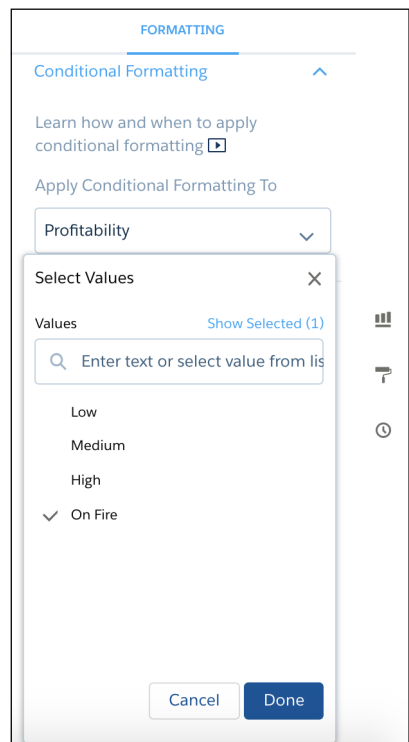 FORMATTING
Conditional Formatting
Learn how and when to apply
conditional formatting
Apply Conditional Formatting To
Profitability
Select Values
Values Show Selected (1)
Enter text or select value from lis
Low
Medium
High
On Fire
Cancel Done